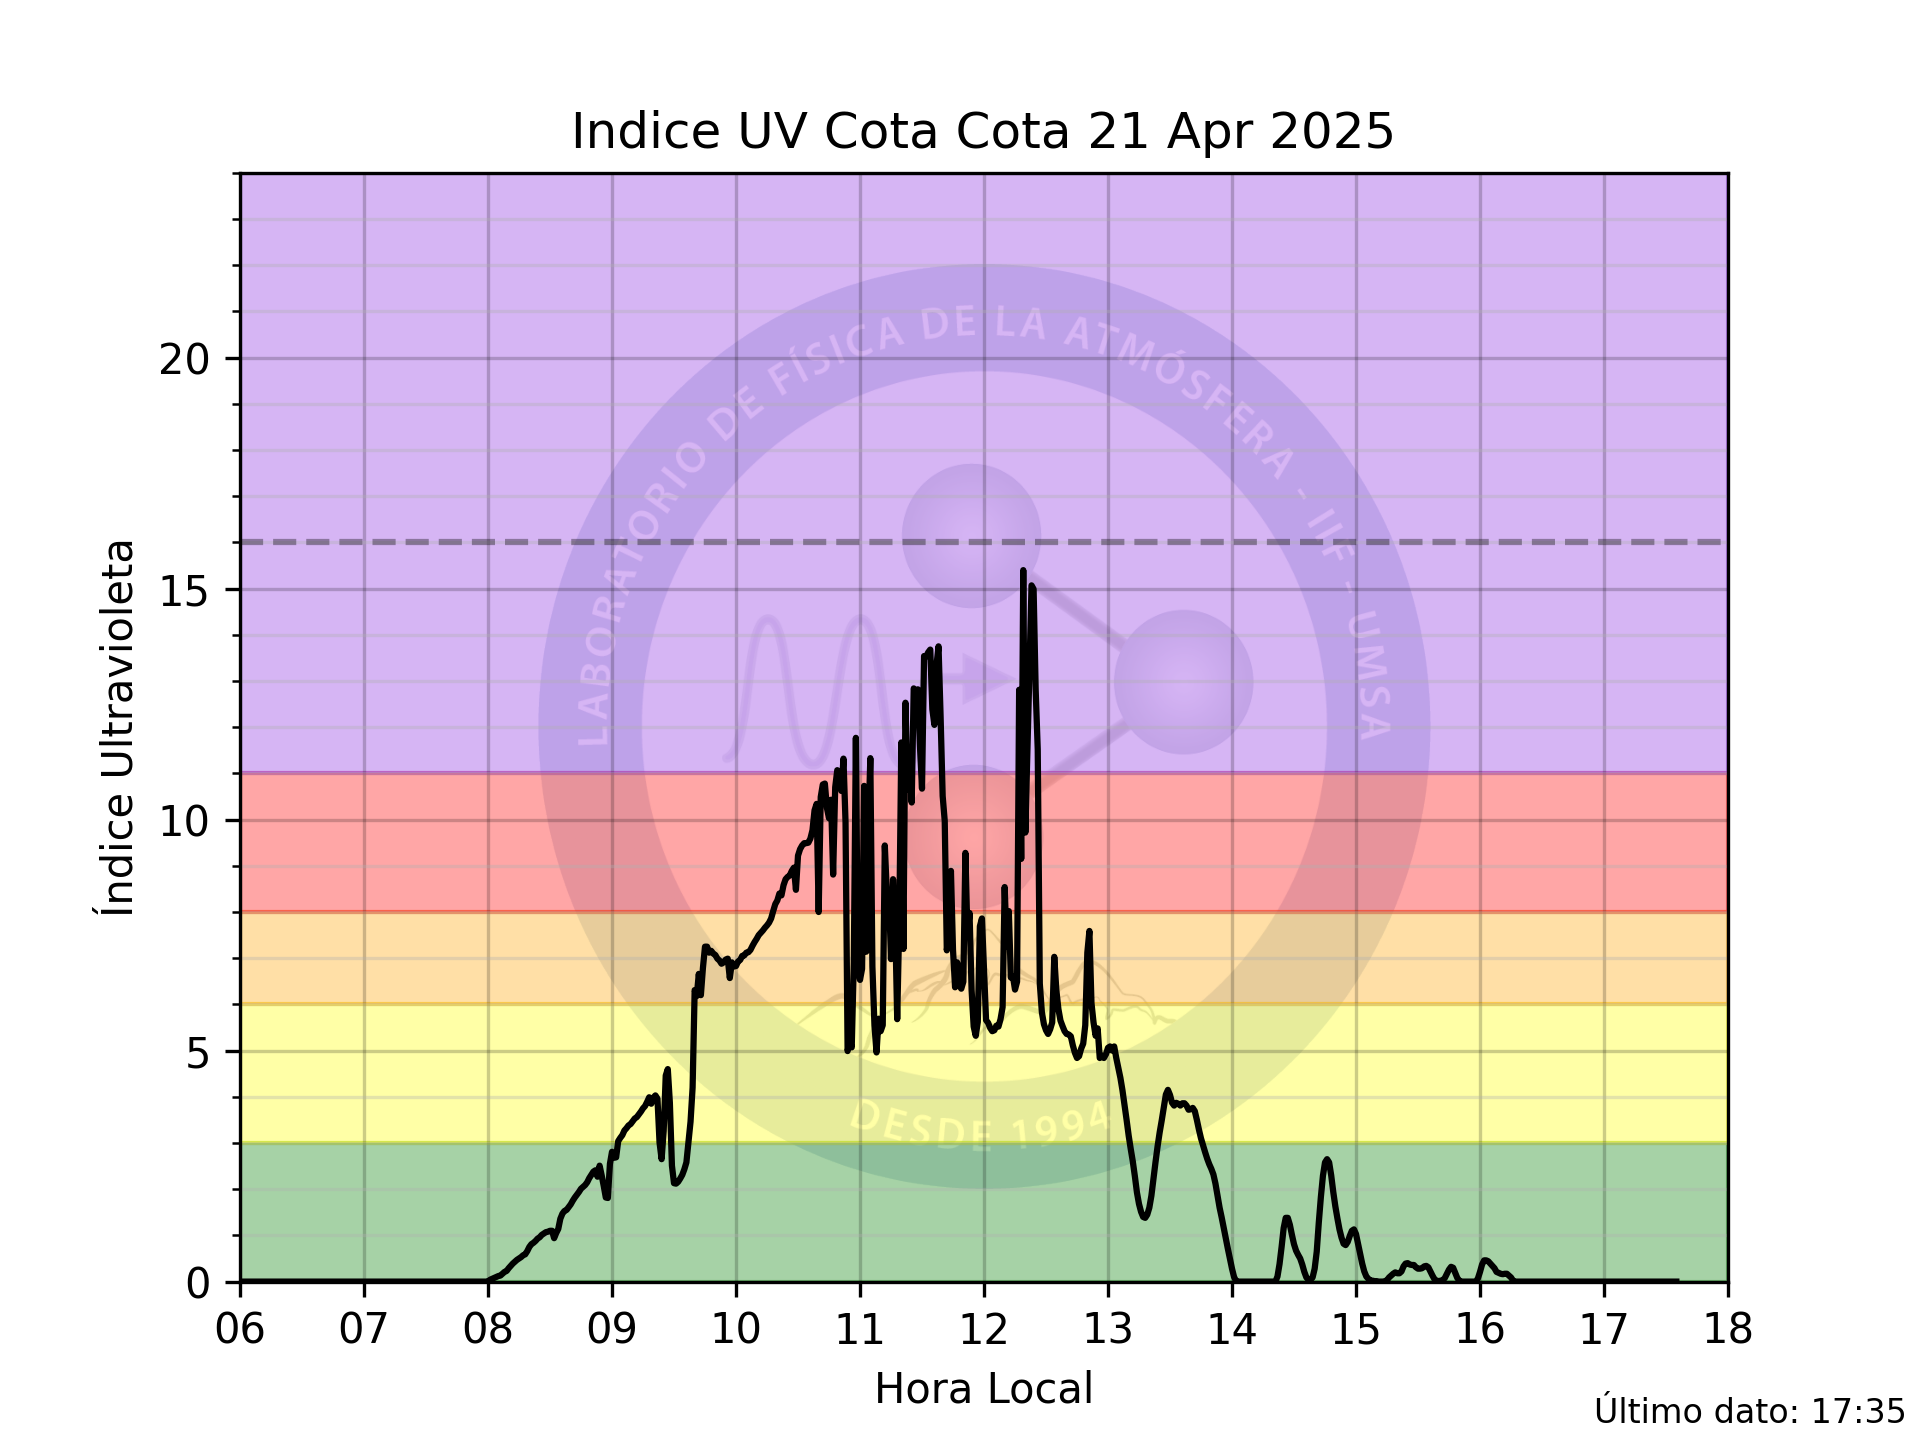 Indice UV Cota Cota 21 Apr 2025
Índice Ultravioleta
20
15
10
5
0
LABORATORIO DE FÍSICA DE LA ATMÓSFERA - IIF - UMSA
DESDE 1994
06 07 08 09 10 11 12 13 14 15 16 17 18
Hora Local
Último dato: 17:35